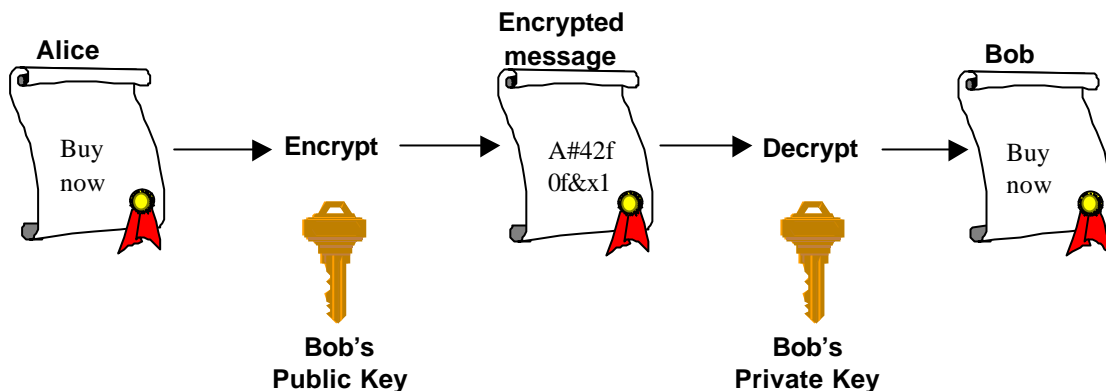 Alice
Buy
now
Encrypt
Bob's
Public Key
Encrypted
message
A#42f
0f&x1
Decrypt
Bob's
Private Key
Bob
Buy
now